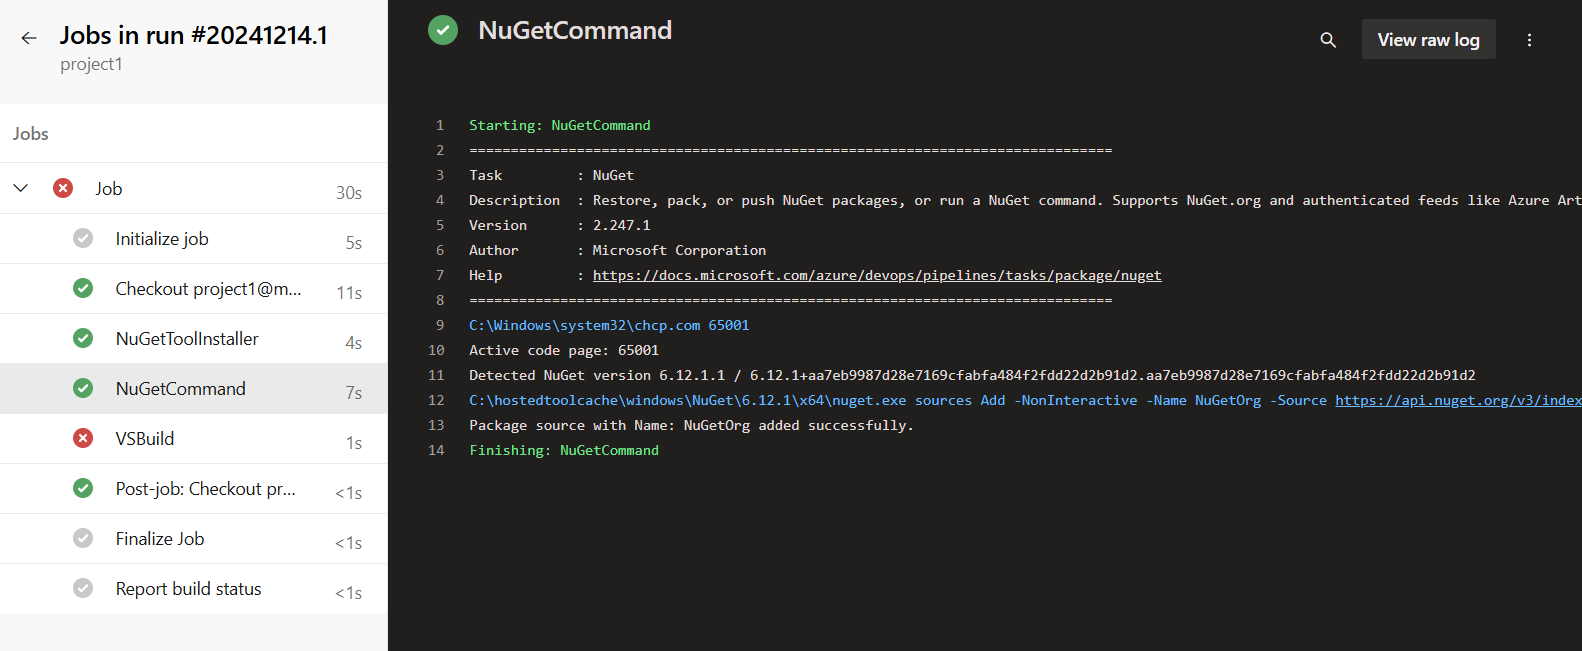 Jobs in run #20241214.1
project1
Jobs
Job 30s
Initialize job 5s
Checkout project1@m... 11s
NuGetToolInstaller 4s
NuGetCommand 7s
VSBuild 1s
Post-job: Checkout pr... <1s
Finalize Job <1s
Report build status <1s
NuGetCommand
View raw log
1 Starting: NuGetCommand
2 ==============================================================================
3 Task : NuGet
4 Description : Restore, pack, or push NuGet packages, or run a NuGet command. Supports NuGet.org and authenticated feeds like Azure Art
5 Version : 2.247.1
6 Author : Microsoft Corporation
7 Help : https://docs.microsoft.com/azure/devops/pipelines/tasks/package/nuget
8 ==============================================================================
9 C:\Windows\system32\chcp.com 65001
10 Active code page: 65001
11 Detected NuGet version 6.12.1.1 / 6.12.1+aa7eb9987d28e7169cfabfa484f2fdd22d2b91d2.aa7eb9987d28e7169cfabfa484f2fdd22d2b91d2
12 C:\hostedtoolcache\windows\NuGet\6.12.1\x64\nuget.exe sources Add -NonInteractive -Name NuGetOrg -Source https://api.nuget.org/v3/index
13 Package source with Name: NuGetOrg added successfully.
14 Finishing: NuGetCommand